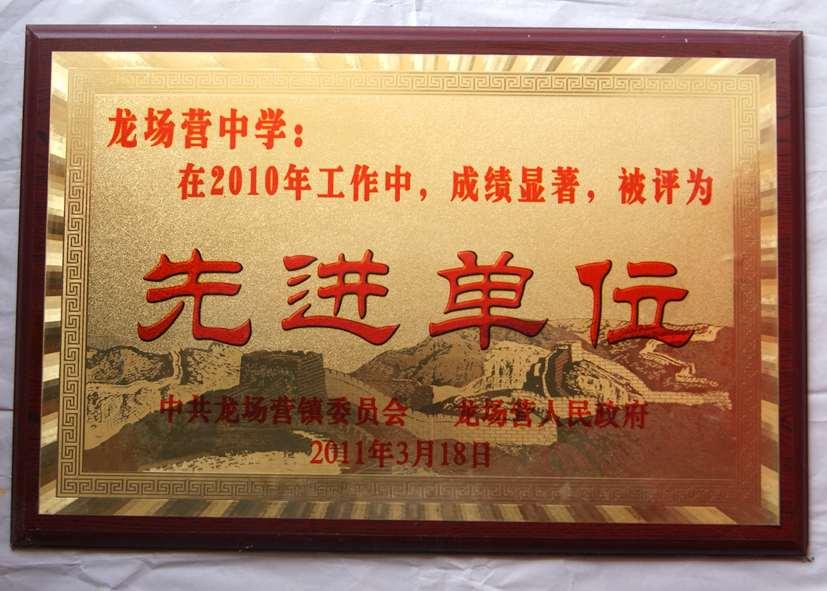 龙场营中学：
在2010年工作中，成绩显著，被评为
先进单位
中共龙场营镇委员会 龙场营人民政府
2011年3月18日